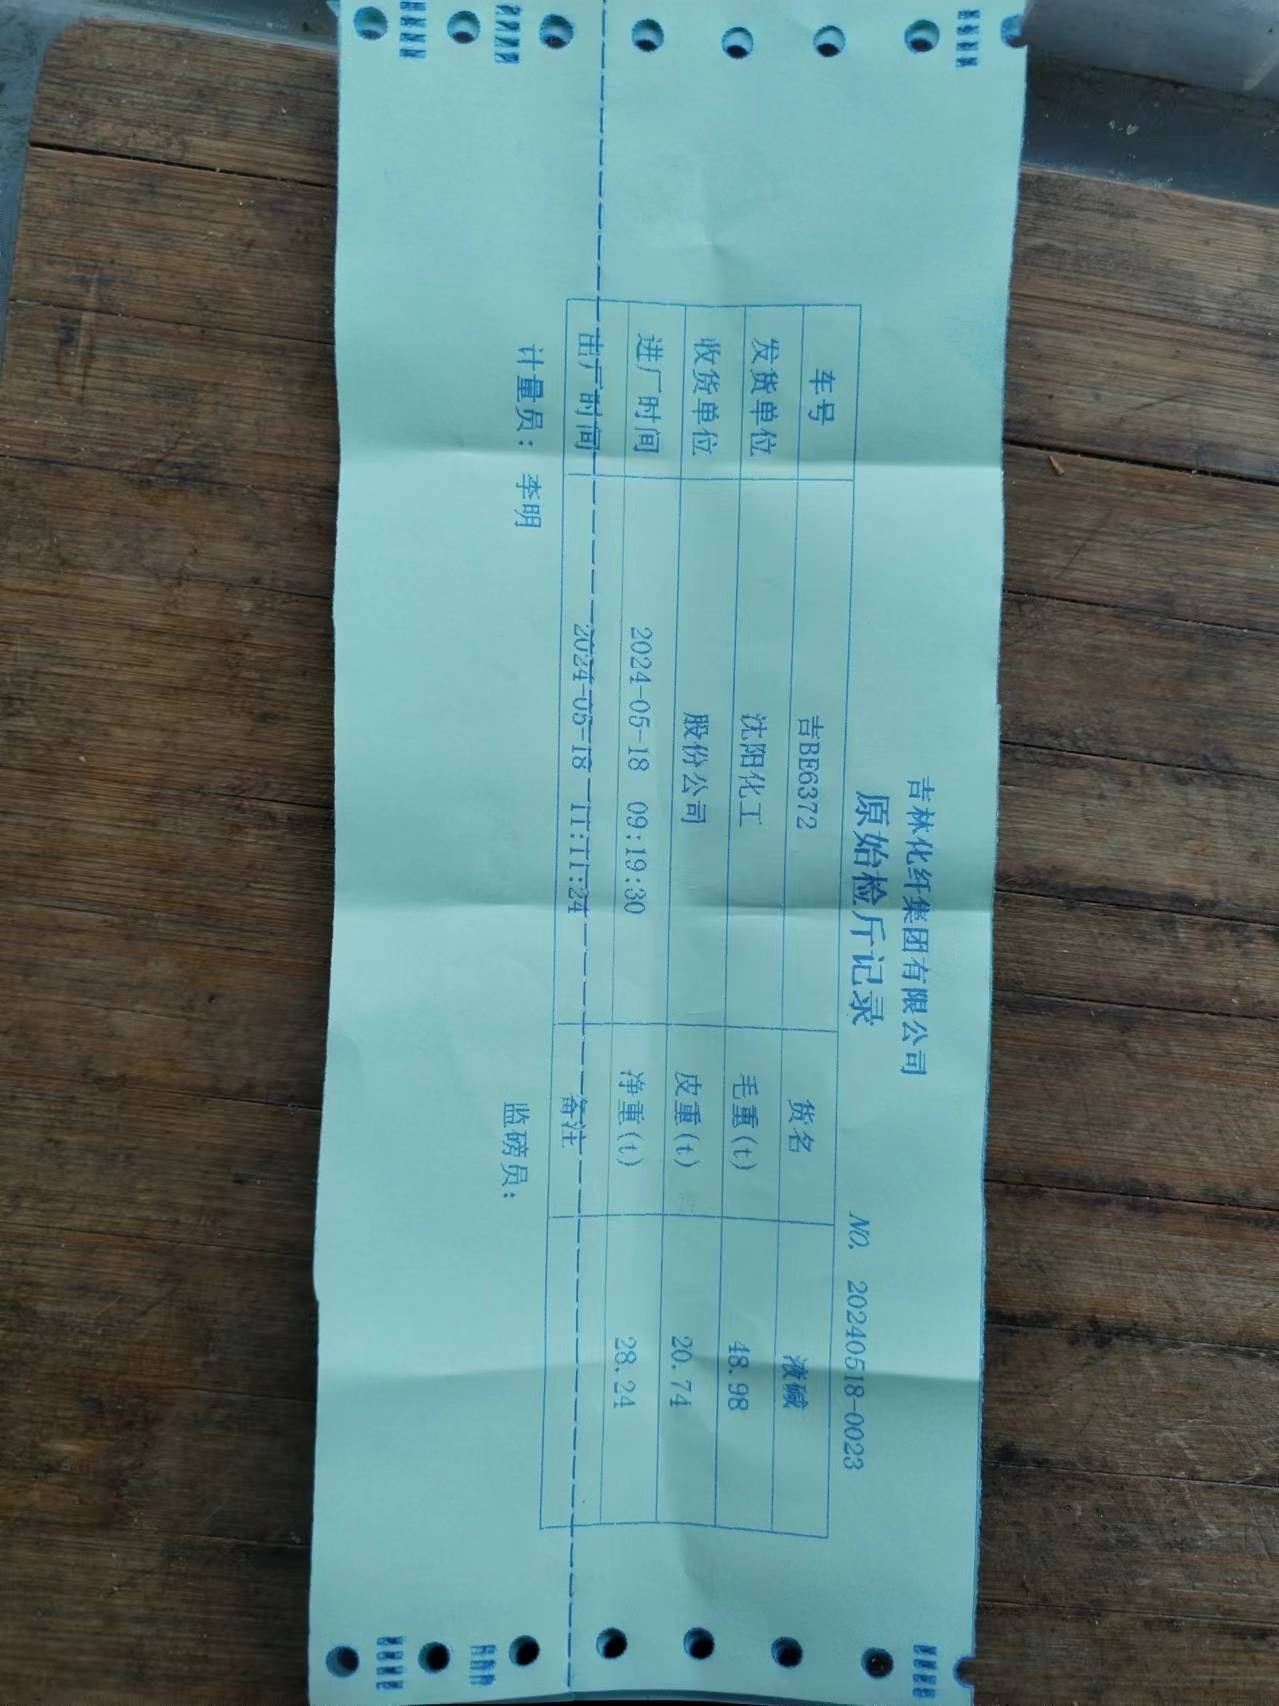 吉林化纤集团有限公司
原始检斤记录
NO. 20240518-0023
车号 吉BE6372 货名 液碱
发货单位 沈阳化工 毛重(t) 48.98
收货单位 股份公司 皮重(t) 20.74
进厂时间 2024-05-18 09:19:30 净重(t) 28.24
出厂时间 2024-05-18 11:11:24 备注
计量员: 李明 监磅员: